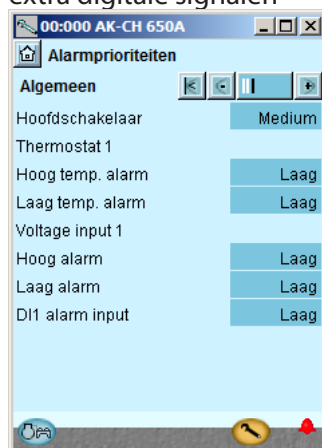 extra digitale signalen
00:000 AK-CH 650A
Alarmprioriteiten
Algemeen
Hoofdschakelaar Medium
Thermostat 1
Hoog temp. alarm Laag
Laag temp. alarm Laag
Voltage input 1
Hoog alarm Laag
Laag alarm Laag
DI1 alarm input Laag